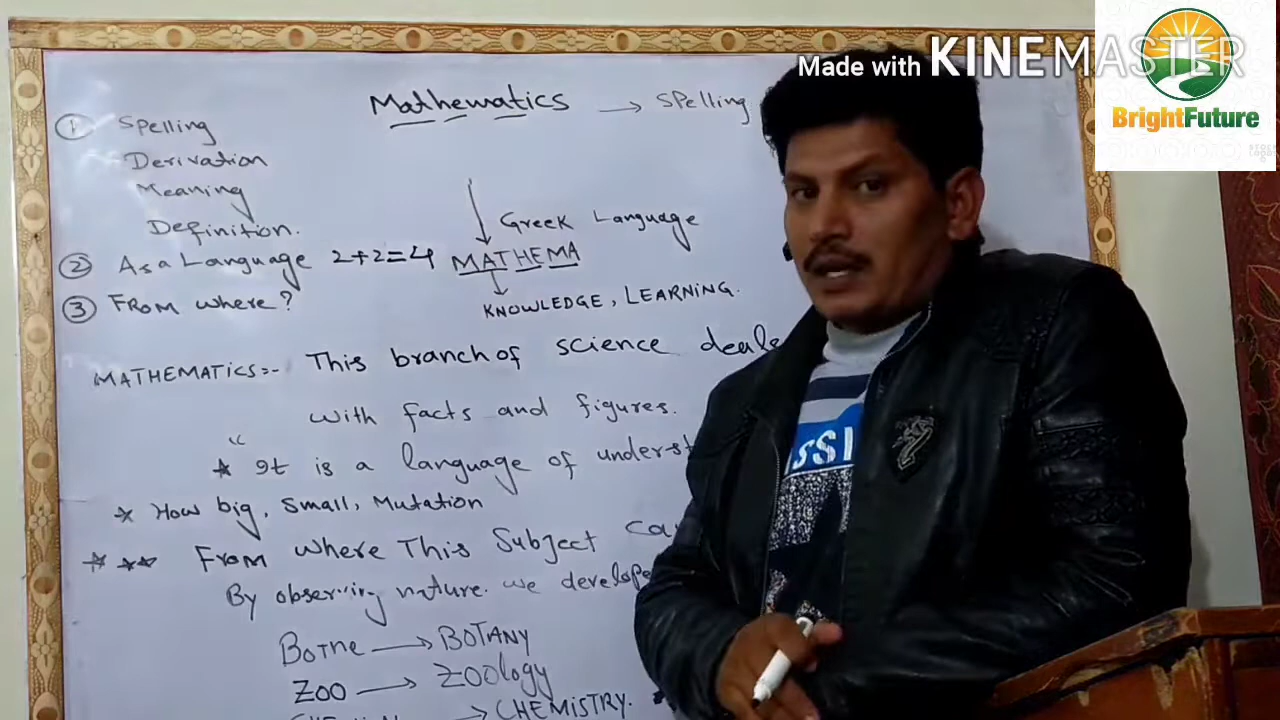 Made with KINEMASTER
BrightFuture
Mathematics → Spelling
① Spelling
Derivation
Meaning
Definition.
Greek Language
② As a Language 2+2=4 MATHEMA
③ From where?
KNOWLEDGE, LEARNING.
MATHEMATICS:- This branch of science deals
with facts and figures.
* It is a language of underst
* How big, Small, Mutation
*** From where This Subject
By observing nature. we develope
Botne → BOTANY
ZOO → ZOOlogy
→ CHEMISTRY.